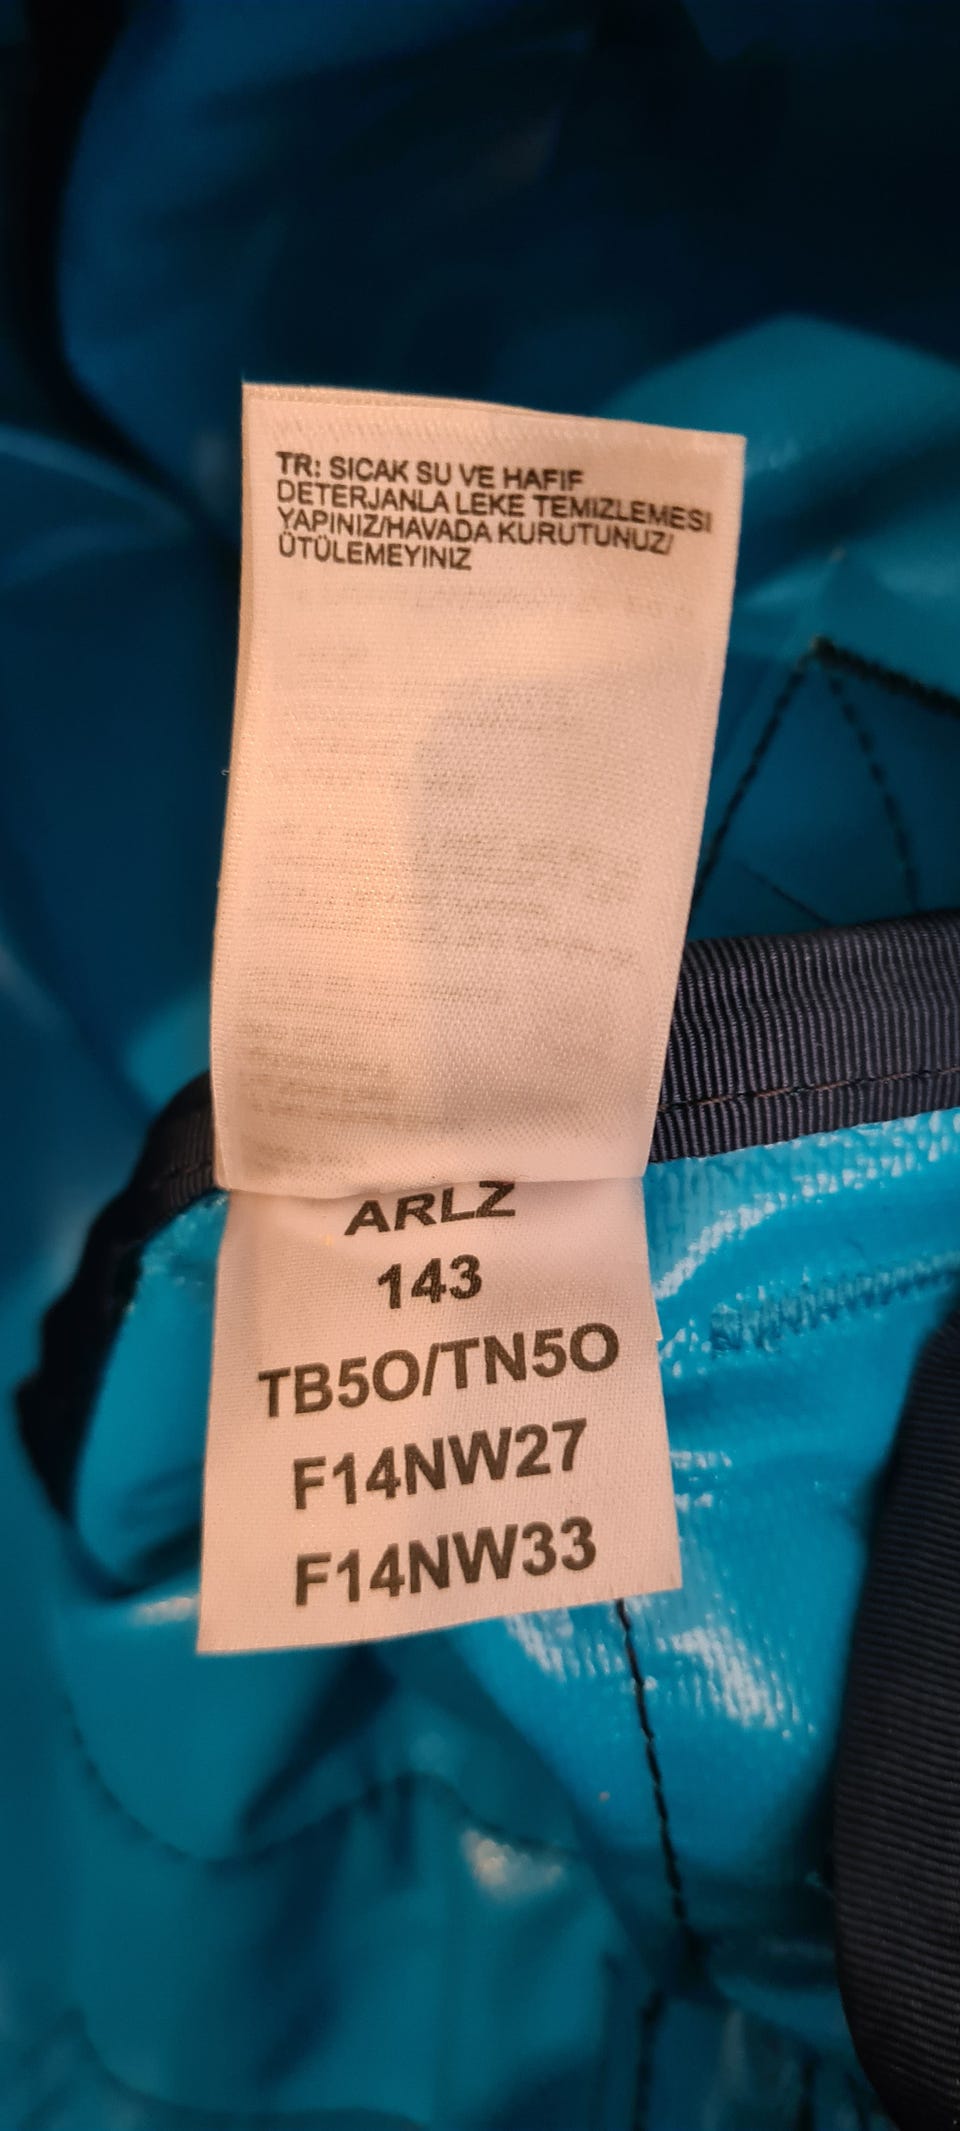 TR: SICAK SU VE HAFIF
DETERJANLA LEKE TEMIZLEMESI
YAPINIZ/HAVADA KURUTUNUZ/
ÜTÜLEMEYINIZ
ARLZ
143
TB5O/TN5O
F14NW27
F14NW33